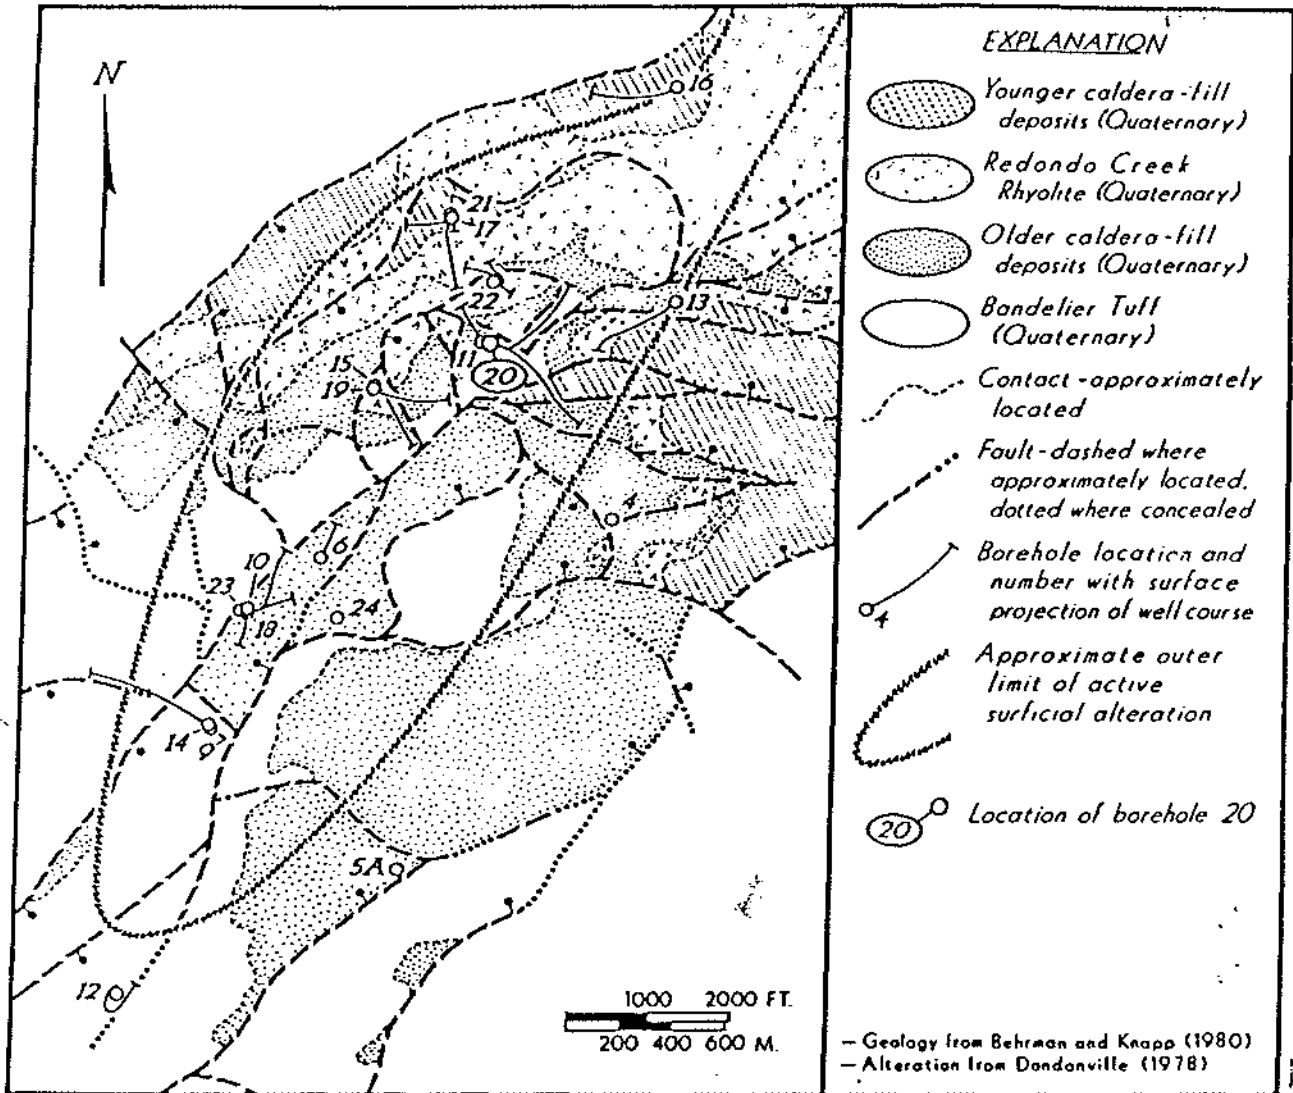 N
16
21
17
22
13
11
20
15
19
4
6
10
23
18
24
14
9
5A
12
1000 2000 FT.
200 400 600 M.
EXPLANATION
Younger caldera-fill
deposits (Quaternary)
Redondo Creek
Rhyolite (Quaternary)
Older caldera-fill
deposits (Quaternary)
Bandelier Tuff
(Quaternary)
Contact-approximately
located
Fault-dashed where
approximately located,
dotted where concealed
Borehole location and
number with surface
projection of well course
4
Approximate outer
limit of active
surficial alteration
20
Location of borehole 20
— Geology from Behrman and Knapp (1980)
— Alteration from Dondanville (1978)